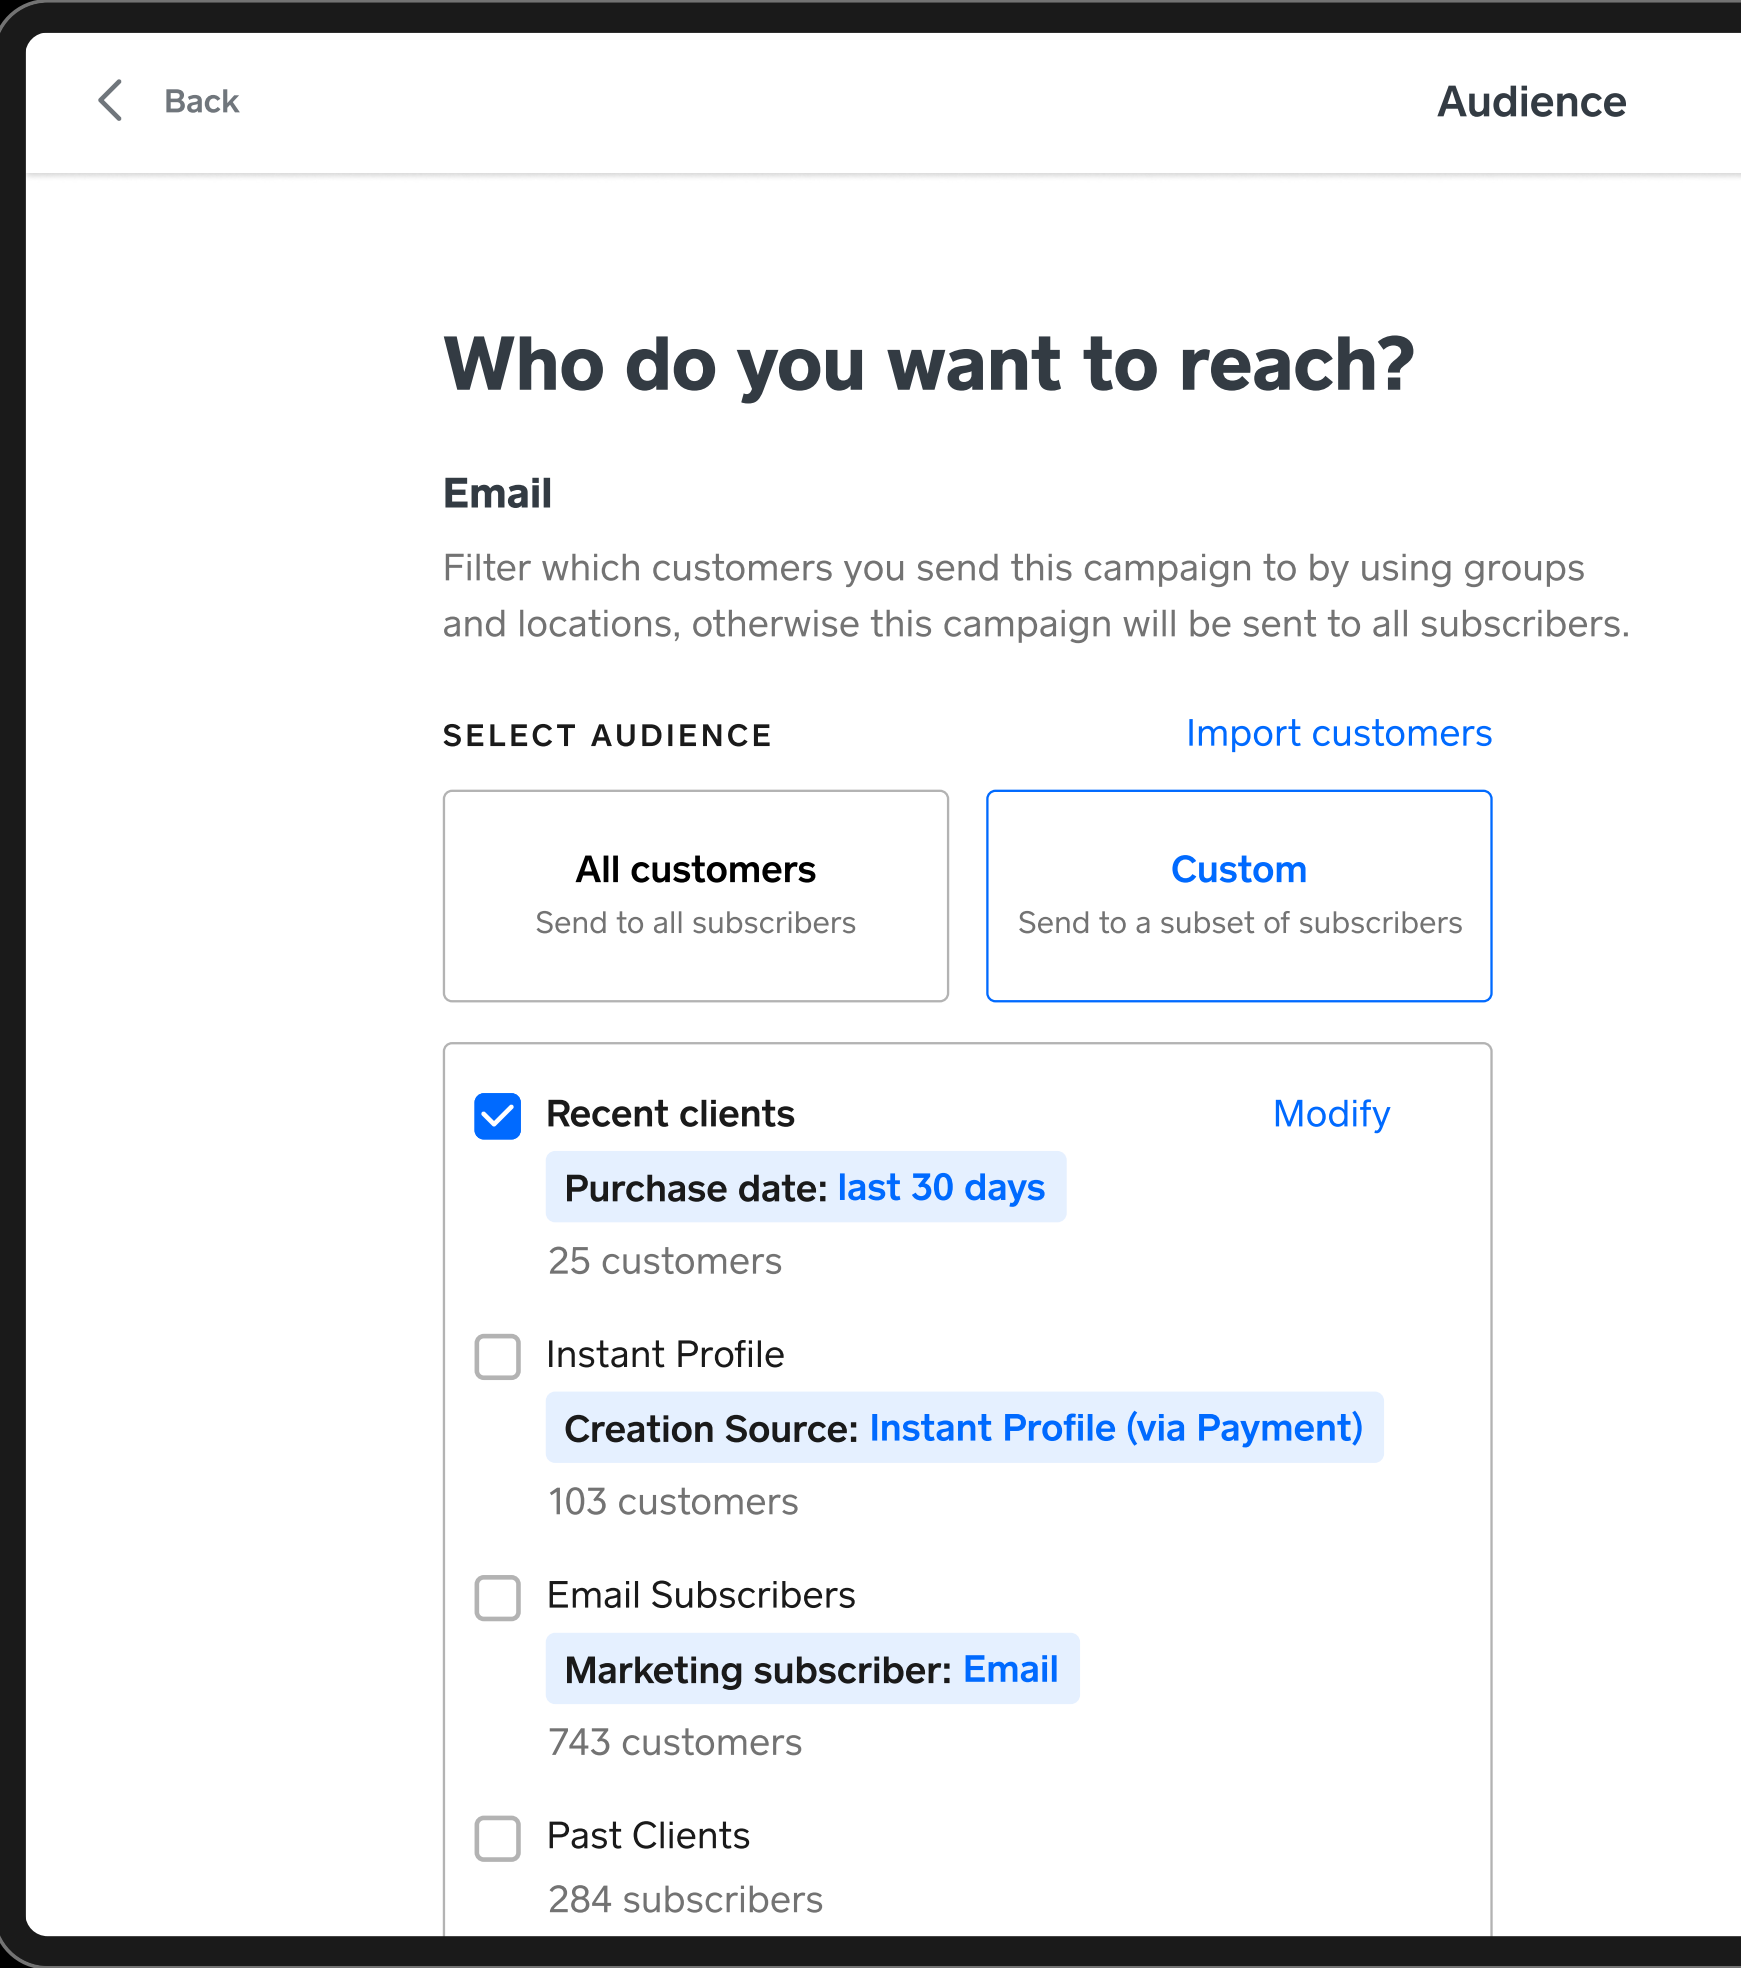 Back
Audience
Who do you want to reach?
Email
Filter which customers you send this campaign to by using groups
and locations, otherwise this campaign will be sent to all subscribers.
SELECT AUDIENCE
Import customers
All customers
Send to all subscribers
Custom
Send to a subset of subscribers
Recent clients
Modify
Purchase date: last 30 days
25 customers
Instant Profile
Creation Source: Instant Profile (via Payment)
103 customers
Email Subscribers
Marketing subscriber: Email
743 customers
Past Clients
284 subscribers